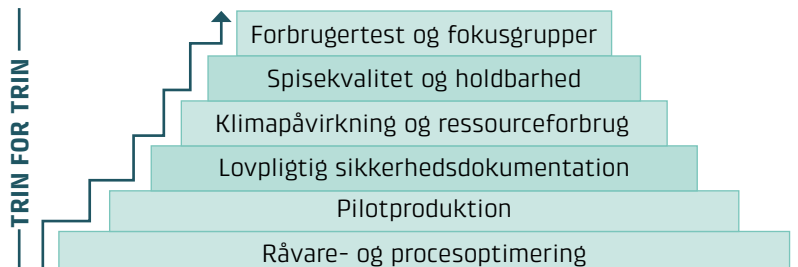 TRIN FOR TRIN
Forbrugertest og fokusgrupper
Spisekvalitet og holdbarhed
Klimapåvirkning og ressourceforbrug
Lovpligtig sikkerhedsdokumentation
Pilotproduktion
Råvare- og procesoptimering